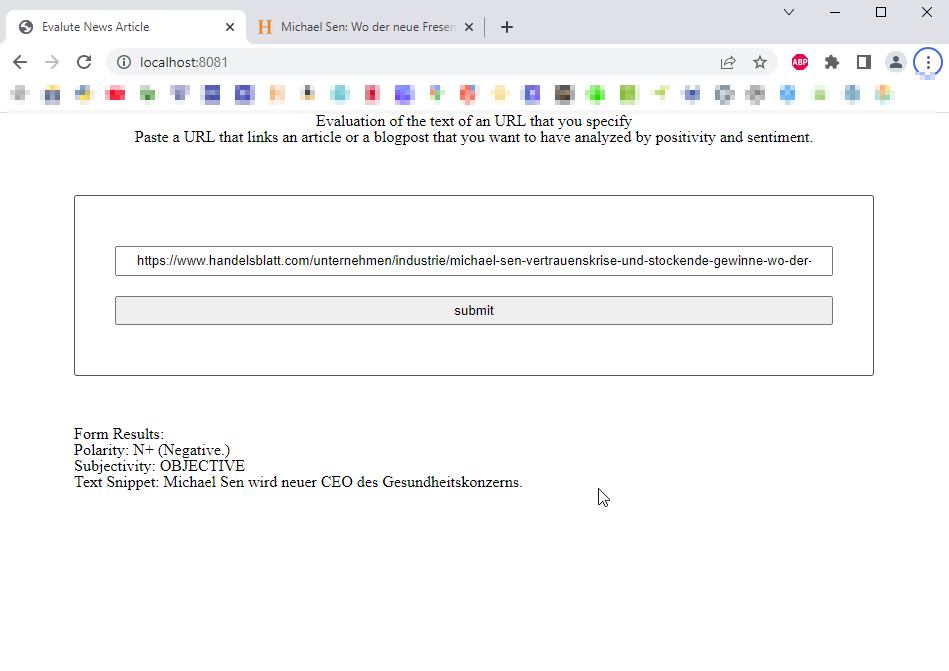 Evalute News Article
H Michael Sen: Wo der neue Fresen
localhost:8081
ABP
Evaluation of the text of an URL that you specify
Paste a URL that links an article or a blogpost that you want to have analyzed by positivity and sentiment.
https://www.handelsblatt.com/unternehmen/industrie/michael-sen-vertrauenskrise-und-stockende-gewinne-wo-der-
submit
Form Results:
Polarity: N+ (Negative.)
Subjectivity: OBJECTIVE
Text Snippet: Michael Sen wird neuer CEO des Gesundheitskonzerns.